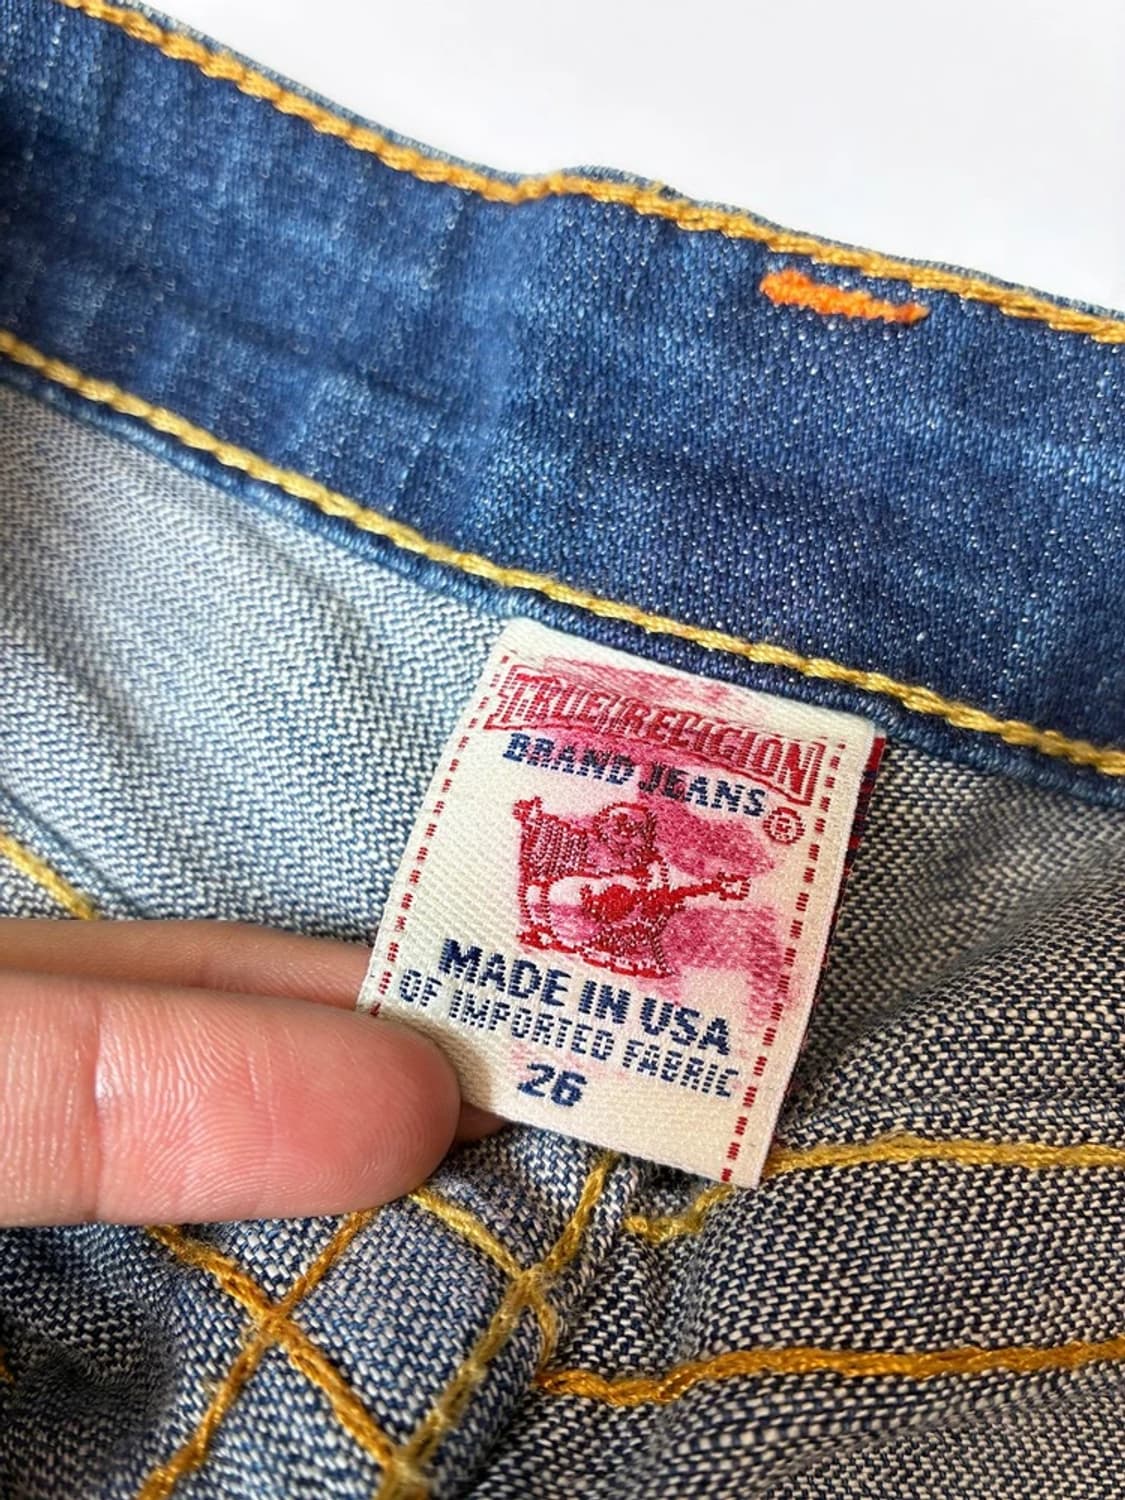 TRUE RELIGION
BRAND JEANS
®
MADE IN USA
OF IMPORTED FABRIC
26